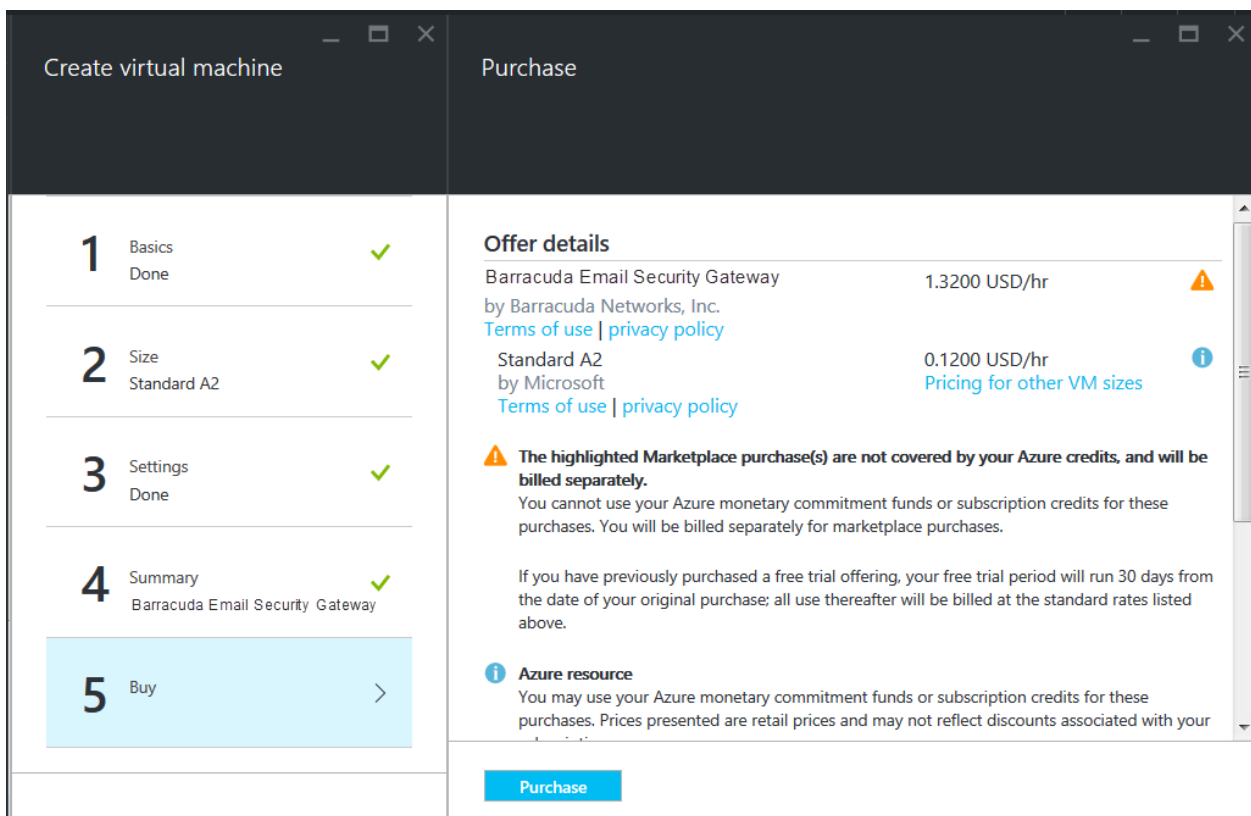 Create virtual machine
Purchase
1
Basics
Done
2
Size
Standard A2
3
Settings
Done
4
Summary
Barracuda Email Security Gateway
5
Buy
Offer details
Barracuda Email Security Gateway
1.3200 USD/hr
by Barracuda Networks, Inc.
Terms of use | privacy policy
Standard A2
0.1200 USD/hr
by Microsoft
Pricing for other VM sizes
Terms of use | privacy policy
The highlighted Marketplace purchase(s) are not covered by your Azure credits, and will be
billed separately.
You cannot use your Azure monetary commitment funds or subscription credits for these
purchases. You will be billed separately for marketplace purchases.
If you have previously purchased a free trial offering, your free trial period will run 30 days from
the date of your original purchase; all use thereafter will be billed at the standard rates listed
above.
Azure resource
You may use your Azure monetary commitment funds or subscription credits for these
purchases. Prices presented are retail prices and may not reflect discounts associated with your
Purchase